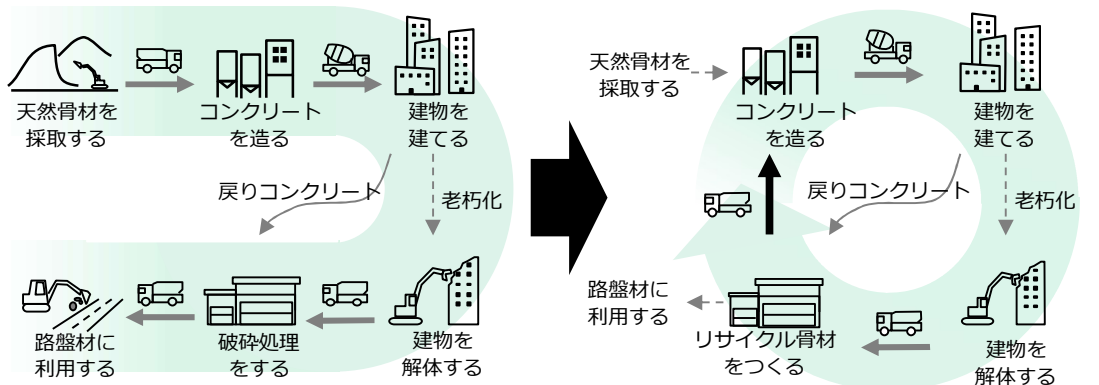 天然骨材を
採取する
コンクリート
を造る
建物を
建てる
戻りコンクリート
老朽化
路盤材に
利用する
破砕処理
をする
建物を
解体する
天然骨材を
採取する
コンクリート
を造る
建物を
建てる
戻りコンクリート
老朽化
路盤材に
利用する
リサイクル骨材
をつくる
建物を
解体する